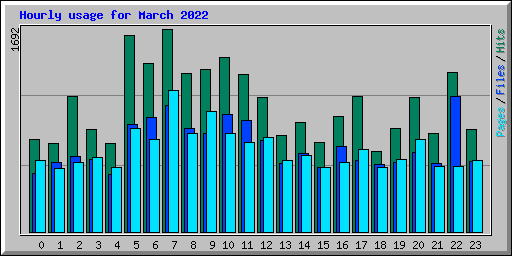 Hourly usage for March 2022
1692
Pages/Files/Hits
0 1 2 3 4 5 6 7 8 9 10 11 12 13 14 15 16 17 18 19 20 21 22 23